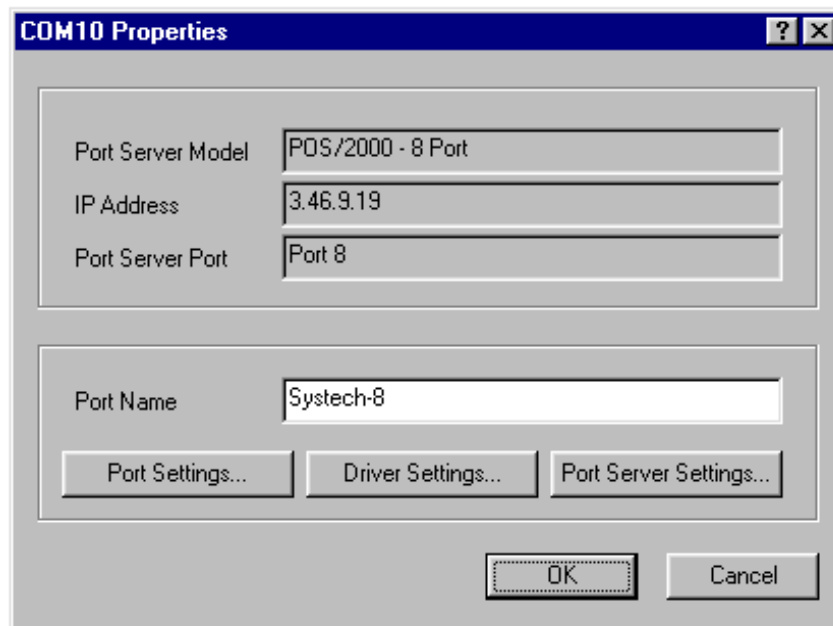 COM10 Properties
Port Server Model POS/2000 - 8 Port
IP Address 3.46.9.19
Port Server Port Port 8
Port Name Systech-8
Port Settings... Driver Settings... Port Server Settings...
OK Cancel